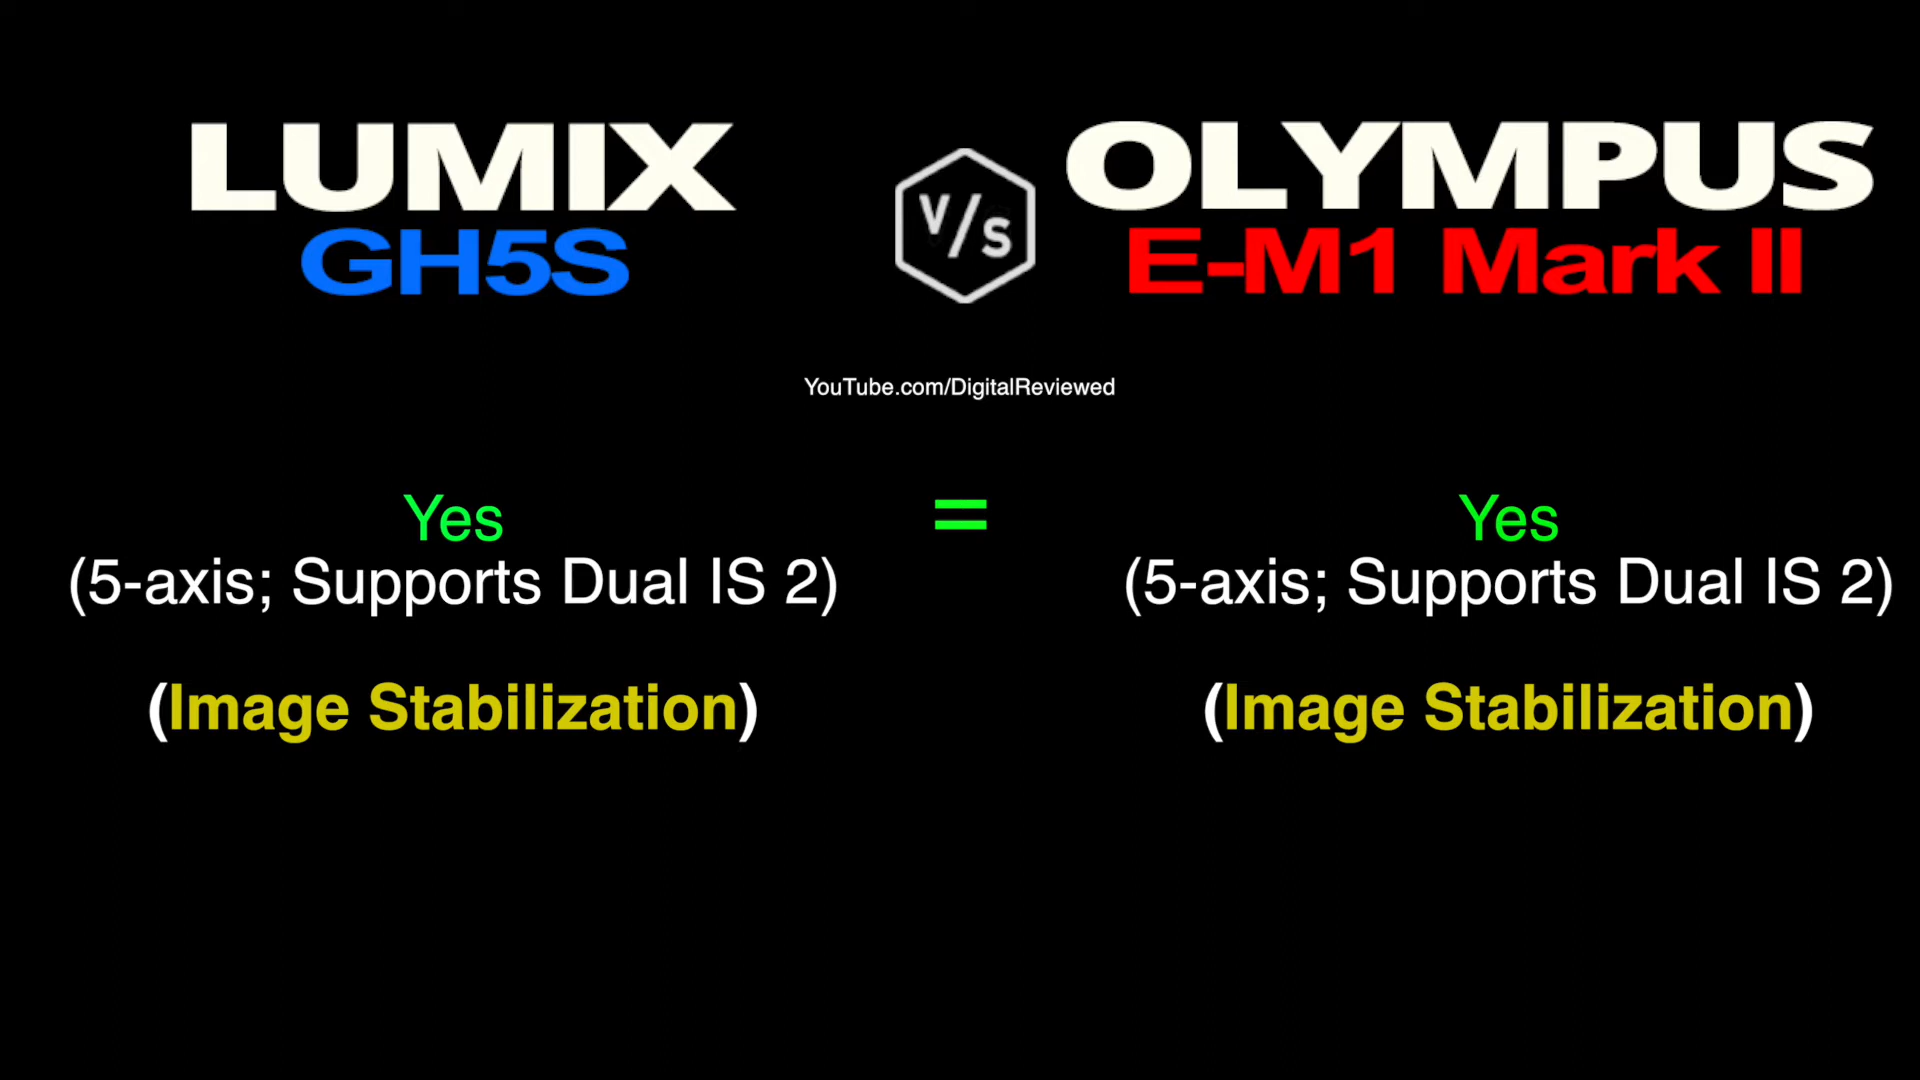 LUMIX
GH5S
V/S
OLYMPUS
E-M1 Mark II
YouTube.com/DigitalReviewed
Yes
(5-axis; Supports Dual IS 2)
(Image Stabilization)
=
Yes
(5-axis; Supports Dual IS 2)
(Image Stabilization)